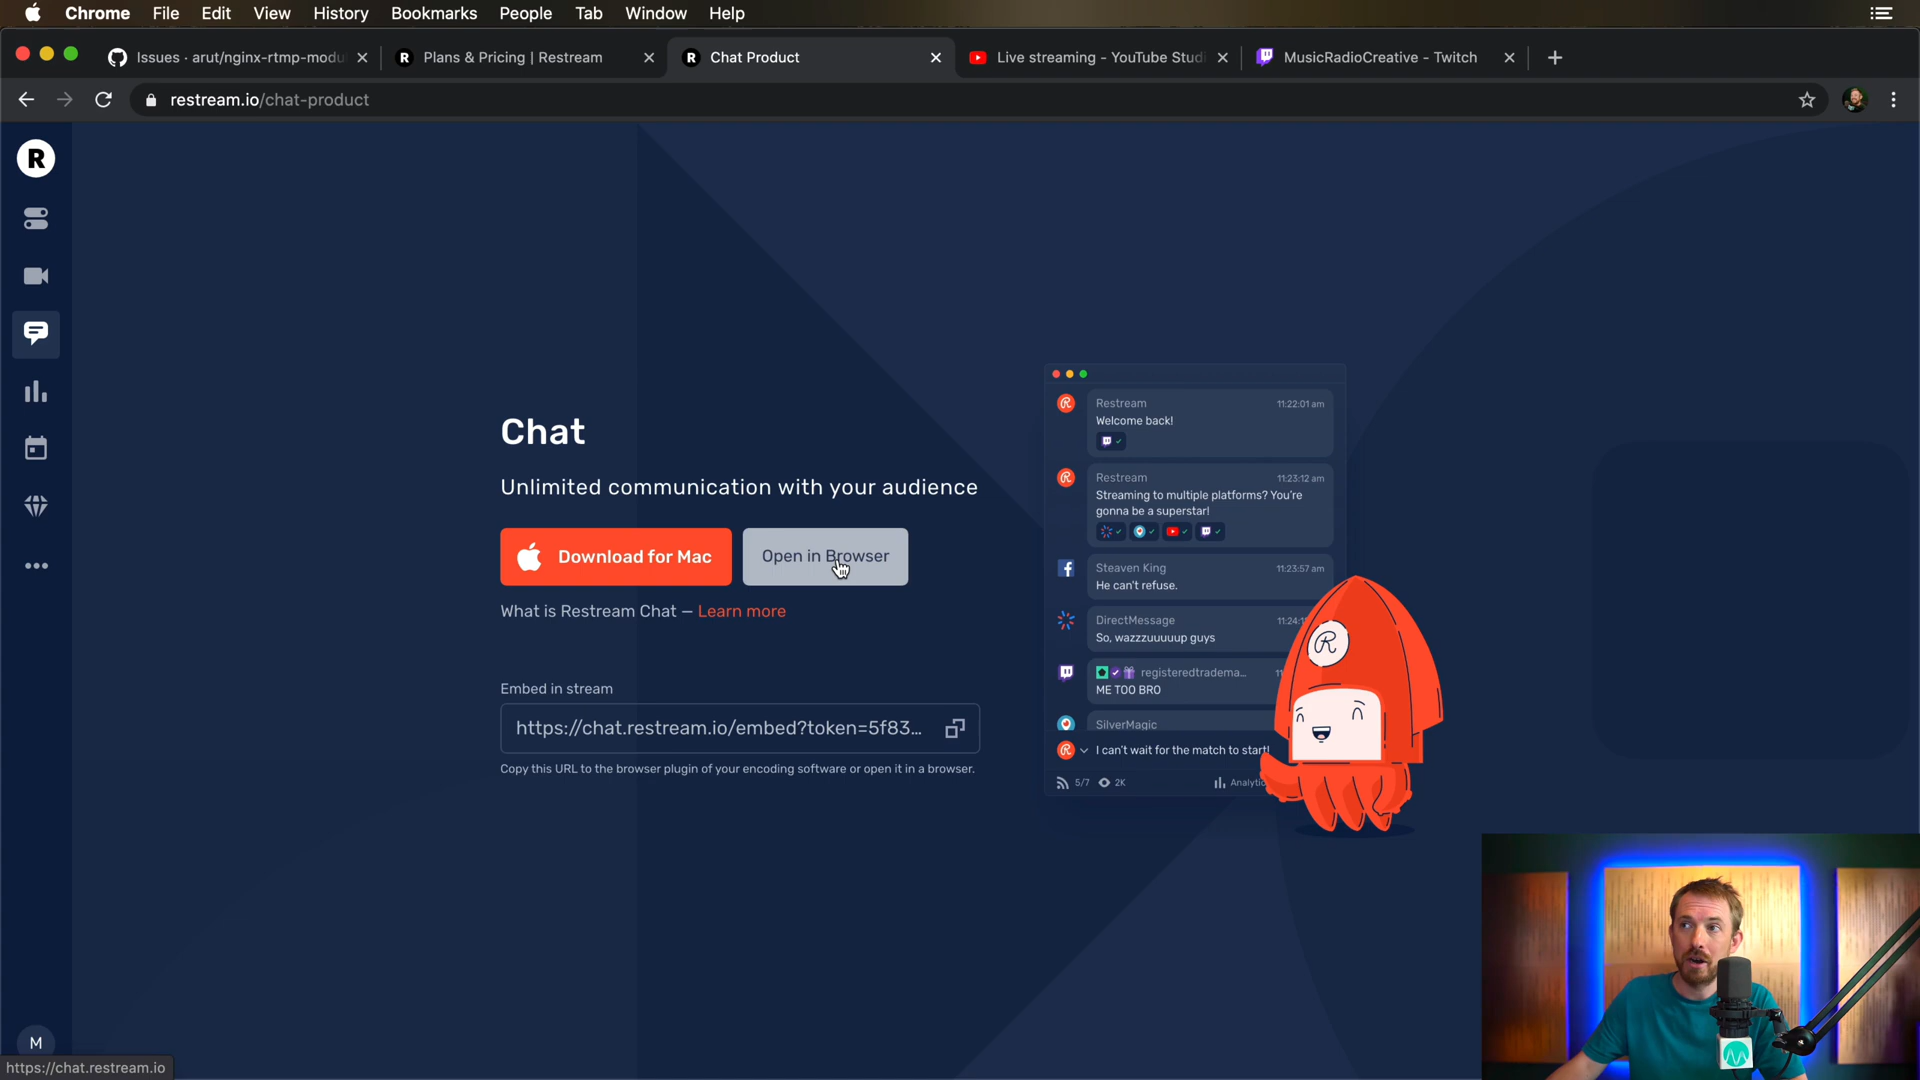 Chrome File Edit View History Bookmarks People Tab Window Help
Issues · arut/nginx-rtmp-modu
Plans & Pricing | Restream
Chat Product
Live streaming - YouTube Studi
MusicRadioCreative - Twitch
restream.io/chat-product
R
Chat
Unlimited communication with your audience
Download for Mac
Open in Browser
What is Restream Chat — Learn more
Embed in stream
https://chat.restream.io/embed?token=5f83...
Copy this URL to the browser plugin of your encoding software or open it in a browser.
Restream 11:22:01 am
Welcome back!
Restream 11:23:12 am
Streaming to multiple platforms? You're
gonna be a superstar!
Steaven King 11:23:57 am
He can't refuse.
DirectMessage 11:24:1
So, wazzzuuuuup guys
registeredtradema... 11
ME TOO BRO
SilverMagic
I can't wait for the match to start!
5/7 2K Analytic
M
https://chat.restream.io